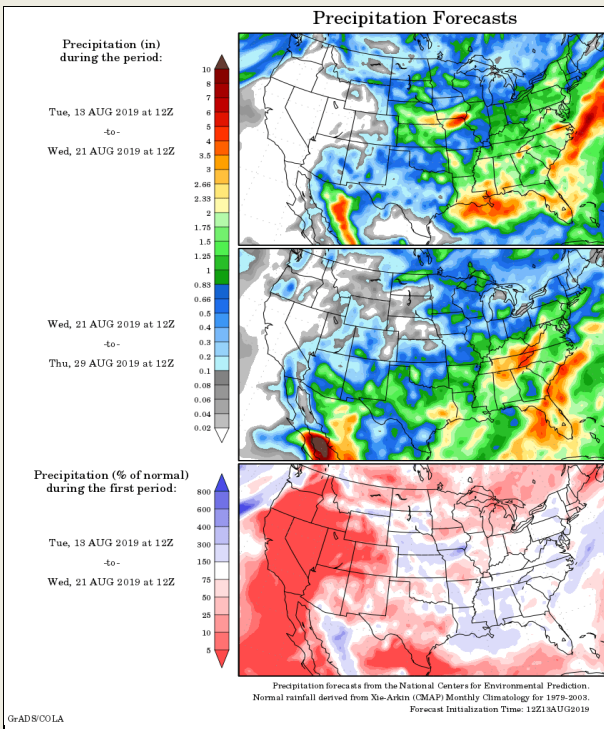 Precipitation Forecasts
Precipitation (in)
during the period:
Tue, 13 AUG 2019 at 12Z
-to-
Wed, 21 AUG 2019 at 12Z
10
8
7
6
5
4
3.5
3
2.66
2.33
2
1.75
1.5
1.25
1
0.83
0.66
0.5
0.4
0.3
0.2
0.1
0.08
0.06
0.04
0.02
Wed, 21 AUG 2019 at 12Z
-to-
Thu, 29 AUG 2019 at 12Z
Precipitation (% of normal)
during the first period:
Tue, 13 AUG 2019 at 12Z
-to-
Wed, 21 AUG 2019 at 12Z
800
600
400
300
150
75
50
25
10
5
Precipitation forecasts from the National Centers for Environmental Prediction.
Normal rainfall derived from Xie-Arkin (CMAP) Monthly Climatology for 1979-2003.
Forecast Initialization Time: 12Z13AUG2019
GrADS/COLA